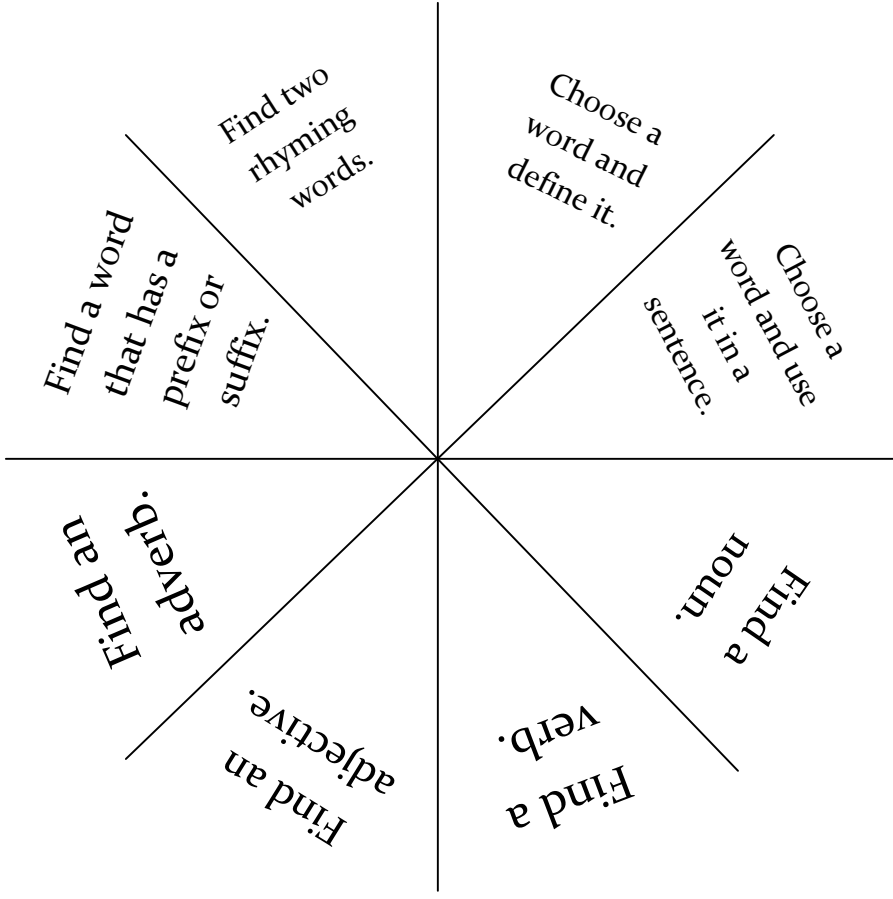 Choose a
word and
define it.
Choose a
word and use
it in a
sentence.
Find a
noun.
Find a
verb.
Find an
adjective.
Find an
adverb.
Find a word
that has a
prefix or
suffix.
Find two
rhyming
words.